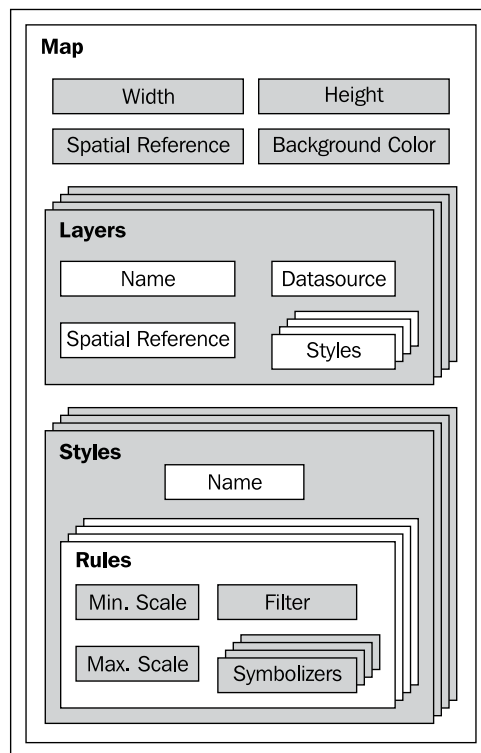 Map
Width
Height
Spatial Reference
Background Color
Layers
Name
Datasource
Spatial Reference
Styles
Styles
Name
Rules
Min. Scale
Filter
Max. Scale
Symbolizers